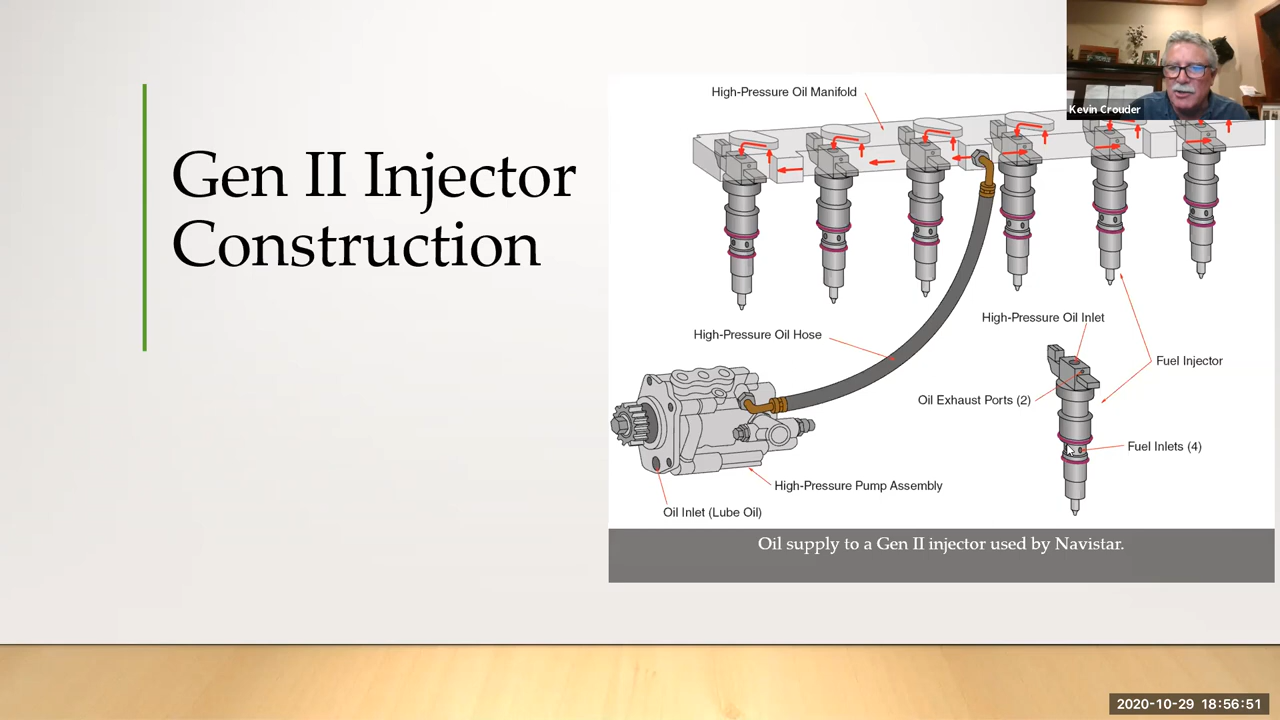 Gen II Injector
Construction
High-Pressure Oil Manifold
Kevin Crouder
High-Pressure Oil Inlet
High-Pressure Oil Hose
Fuel Injector
Oil Exhaust Ports (2)
Fuel Inlets (4)
High-Pressure Pump Assembly
Oil Inlet (Lube Oil)
Oil supply to a Gen II injector used by Navistar.
2020-10-29 18:56:51